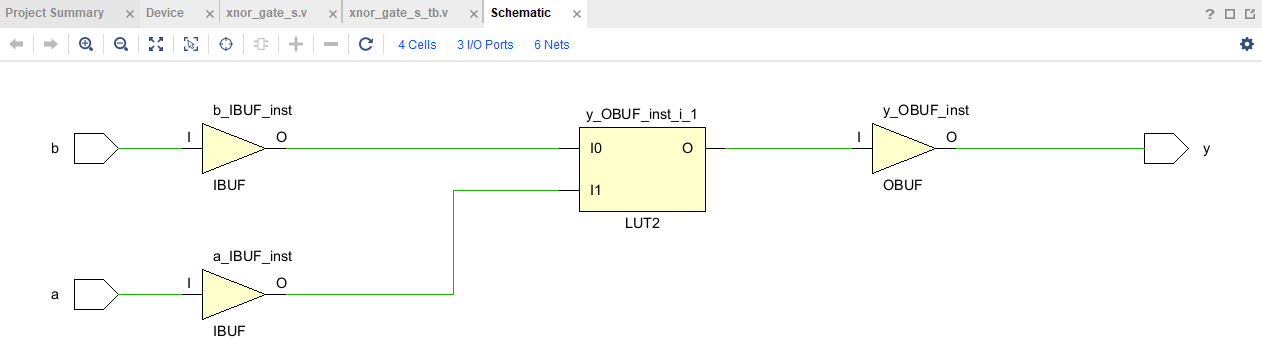 Project Summary × Device × xnor_gate_s.v × xnor_gate_s_tb.v × Schematic × ?
4 Cells 3 I/O Ports 6 Nets
b_IBUF_inst
y_OBUF_inst_i_1
y_OBUF_inst
b I O I0 O I O y
IBUF
I1
OBUF
LUT2
a_IBUF_inst
a I O
IBUF